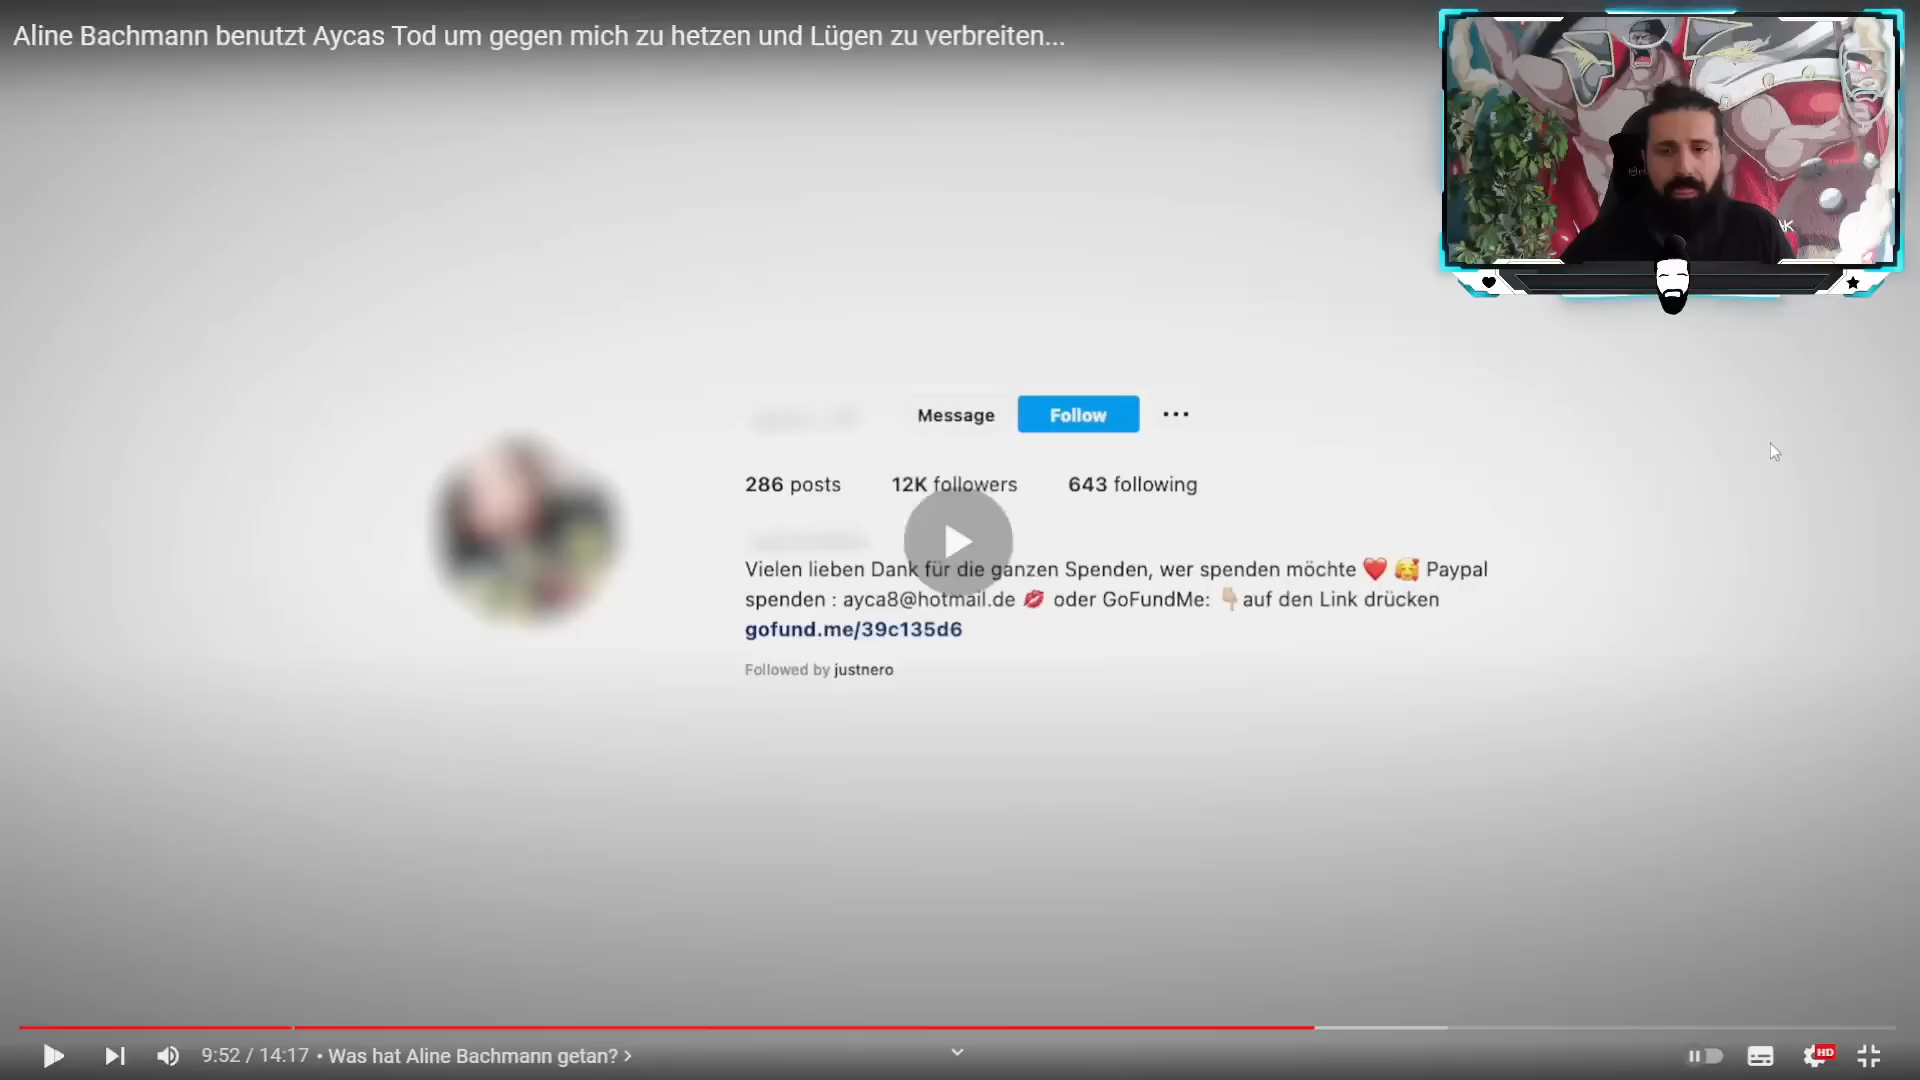 Aline Bachmann benutzt Aycas Tod um gegen mich zu hetzen und Lügen zu verbreiten...
Message Follow
286 posts 12K followers 643 following
Vielen lieben Dank für die ganzen Spenden, wer spenden möchte ❤️ 🥰 Paypal
spenden : ayca8@hotmail.de 💋 oder GoFundMe: 👇🏼auf den Link drücken
gofund.me/39c135d6
Followed by justnero
9:52 / 14:17 • Was hat Aline Bachmann getan? ›
HD